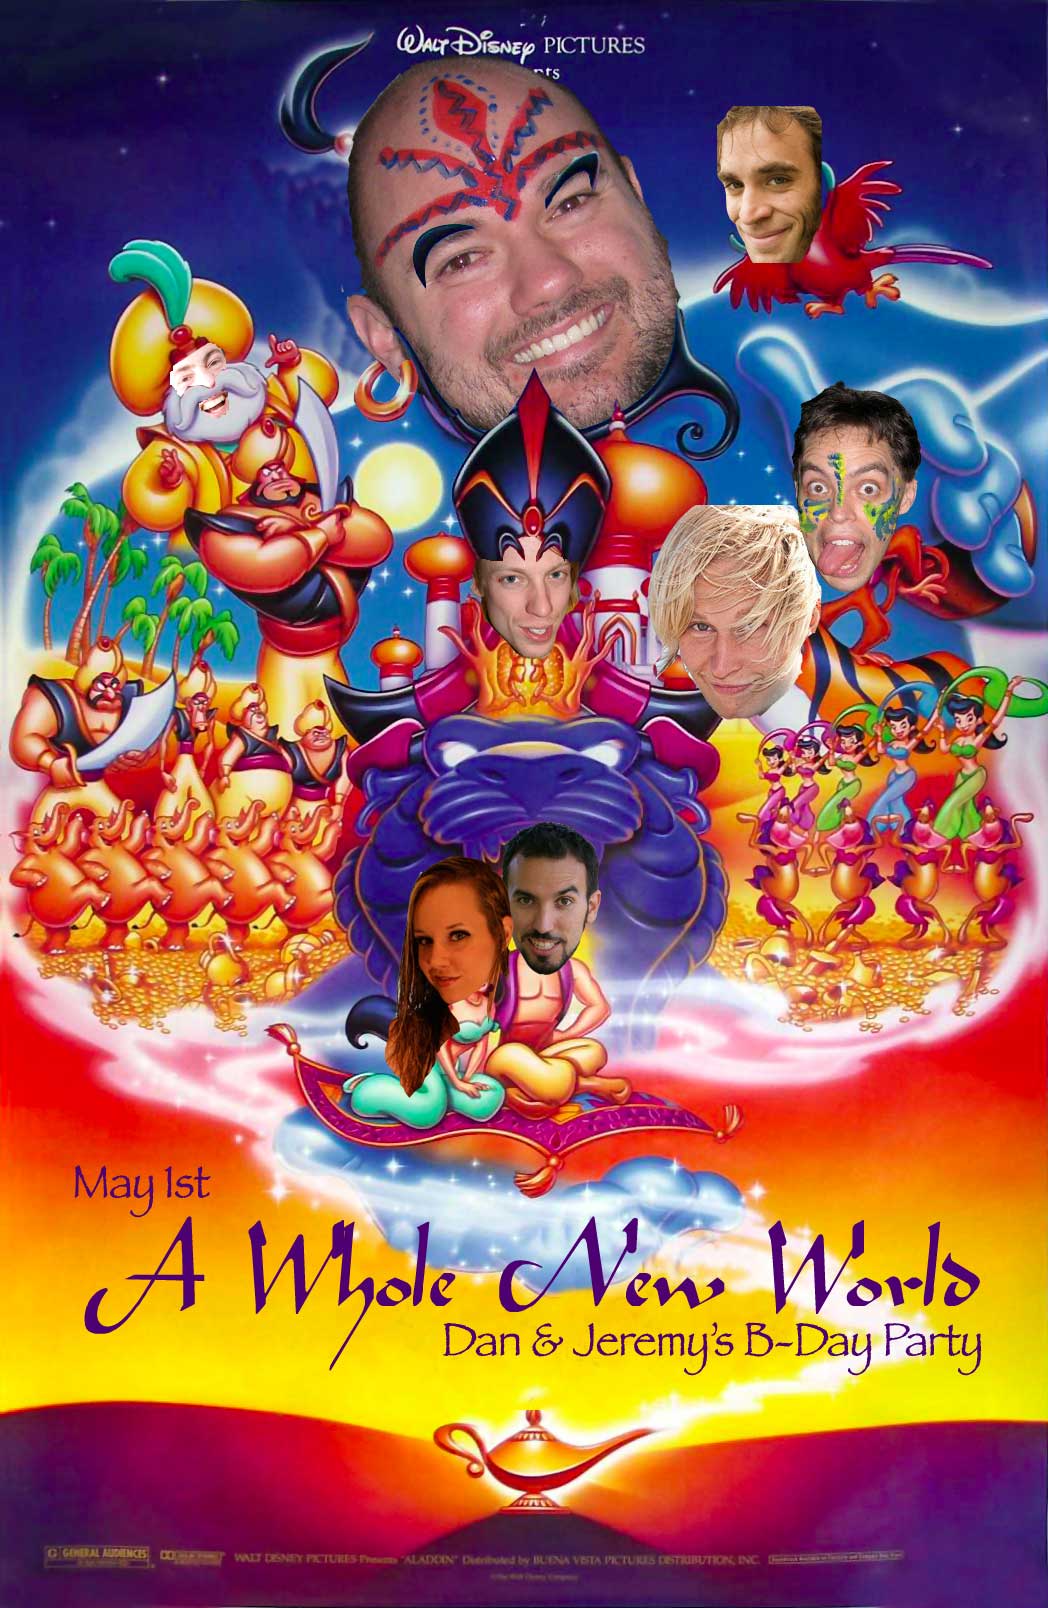 WALT DISNEY PICTURES
nts
May 1st
A Whole New World
Dan & Jeremy's B-Day Party
G GENERAL AUDIENCES
WALT DISNEY PICTURES Presents "ALADDIN" Distributed by BUENA VISTA PICTURES DISTRIBUTION, INC.